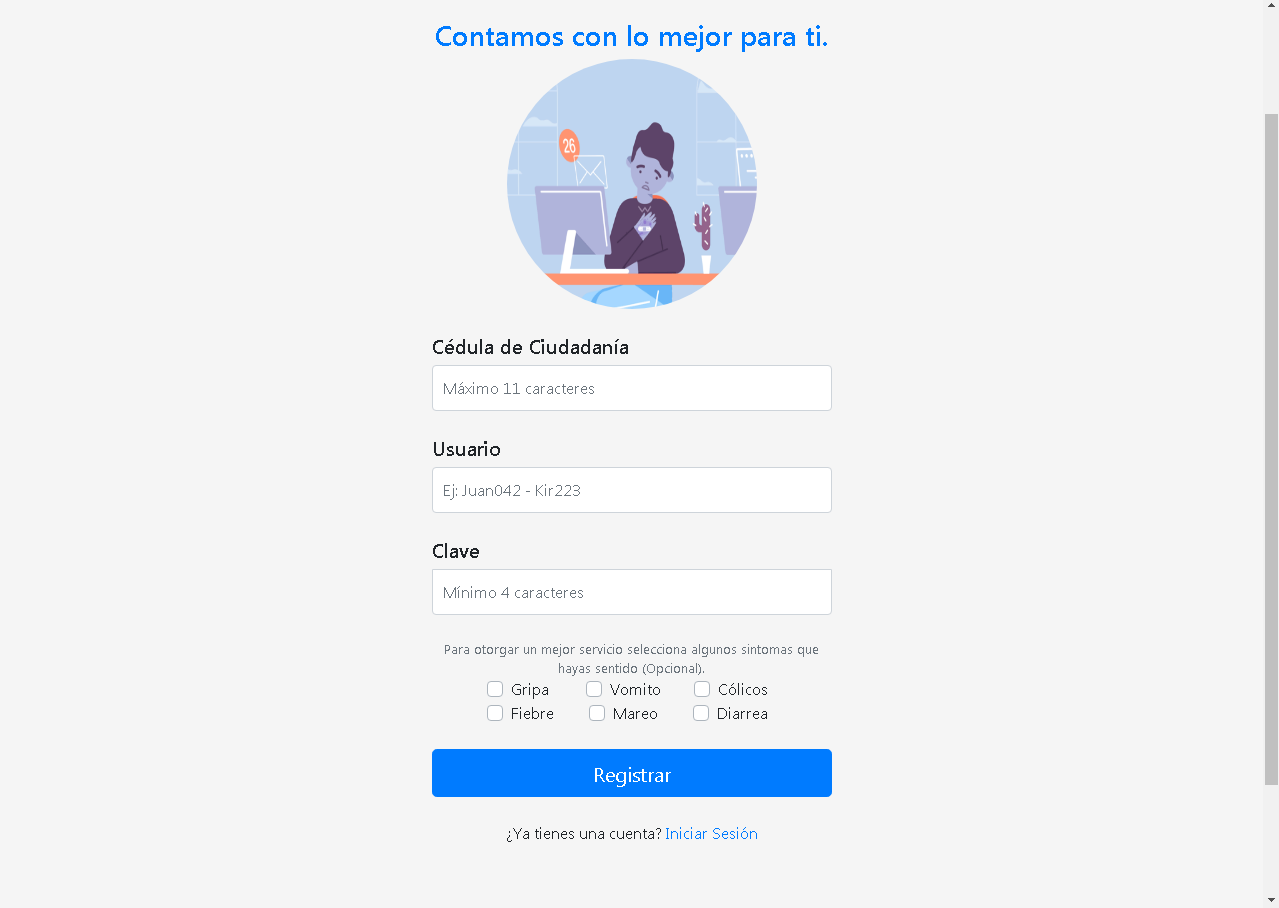 Contamos con lo mejor para ti.
26
Cédula de Ciudadanía
Máximo 11 caracteres
Usuario
Ej: Juan042 - Kir223
Clave
Mínimo 4 caracteres
Para otorgar un mejor servicio selecciona algunos sintomas que
hayas sentido (Opcional).
Gripa Vomito Cólicos
Fiebre Mareo Diarrea
Registrar
¿Ya tienes una cuenta? Iniciar Sesión